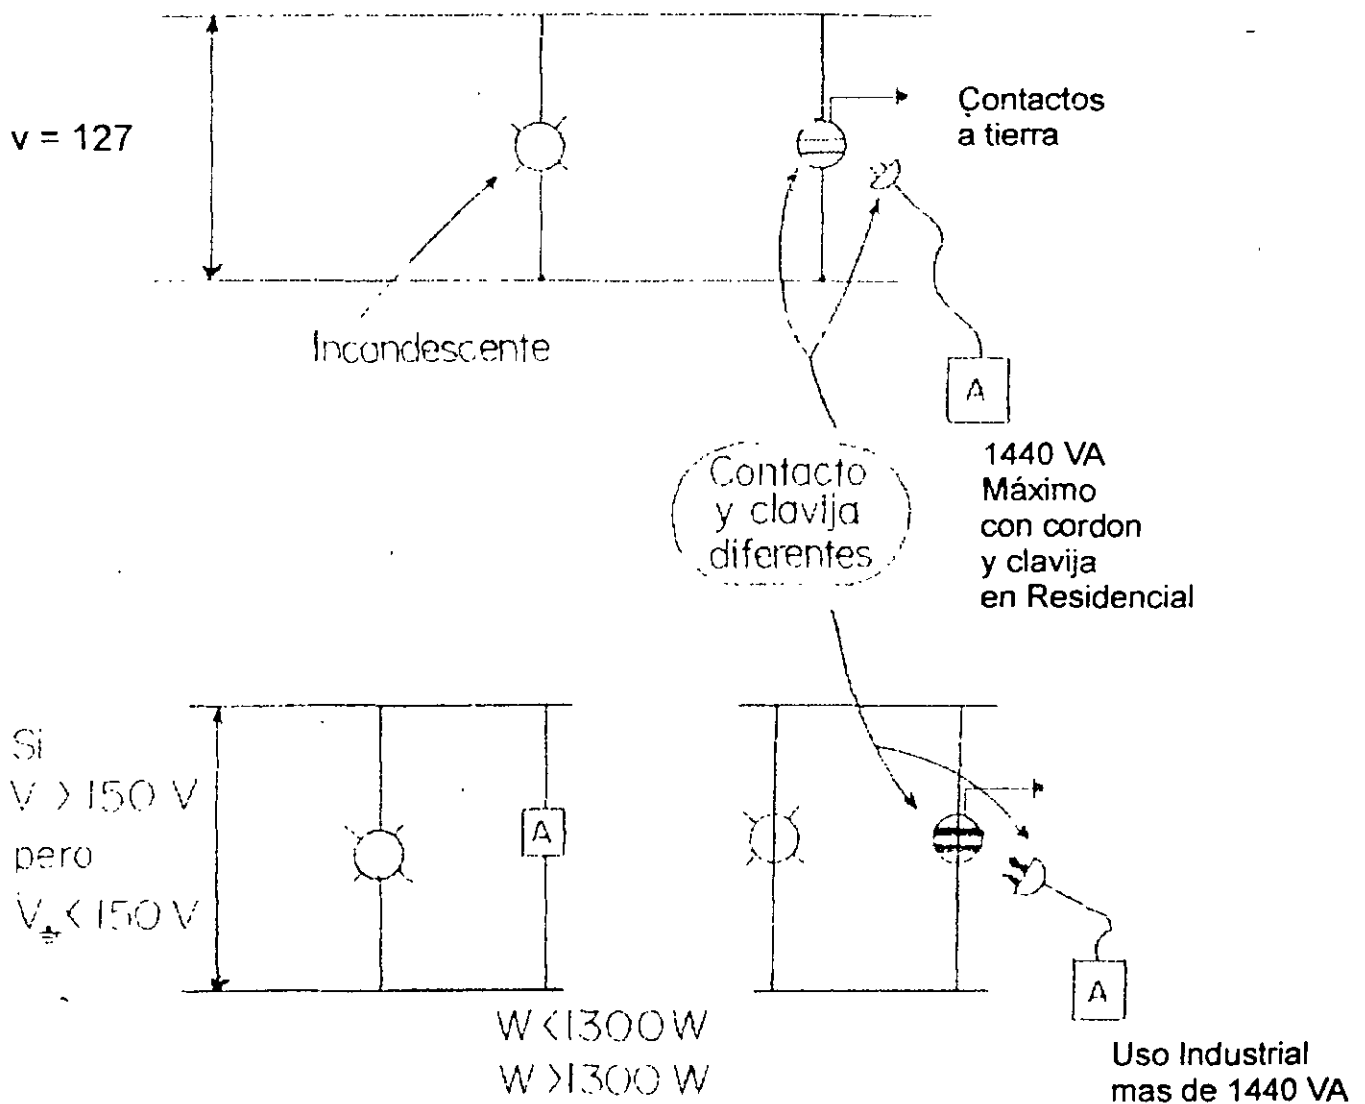 v = 127
Contactos
a tierra
Incondescente
A
1440 VA
Máximo
con cordon
y clavija
en Residencial
Contacto
y clavija
diferentes
Si
V > 150 V
pero
V⏚ < 150 V
A
A
W < 1300 W
W > 1300 W
Uso Industrial
mas de 1440 VA